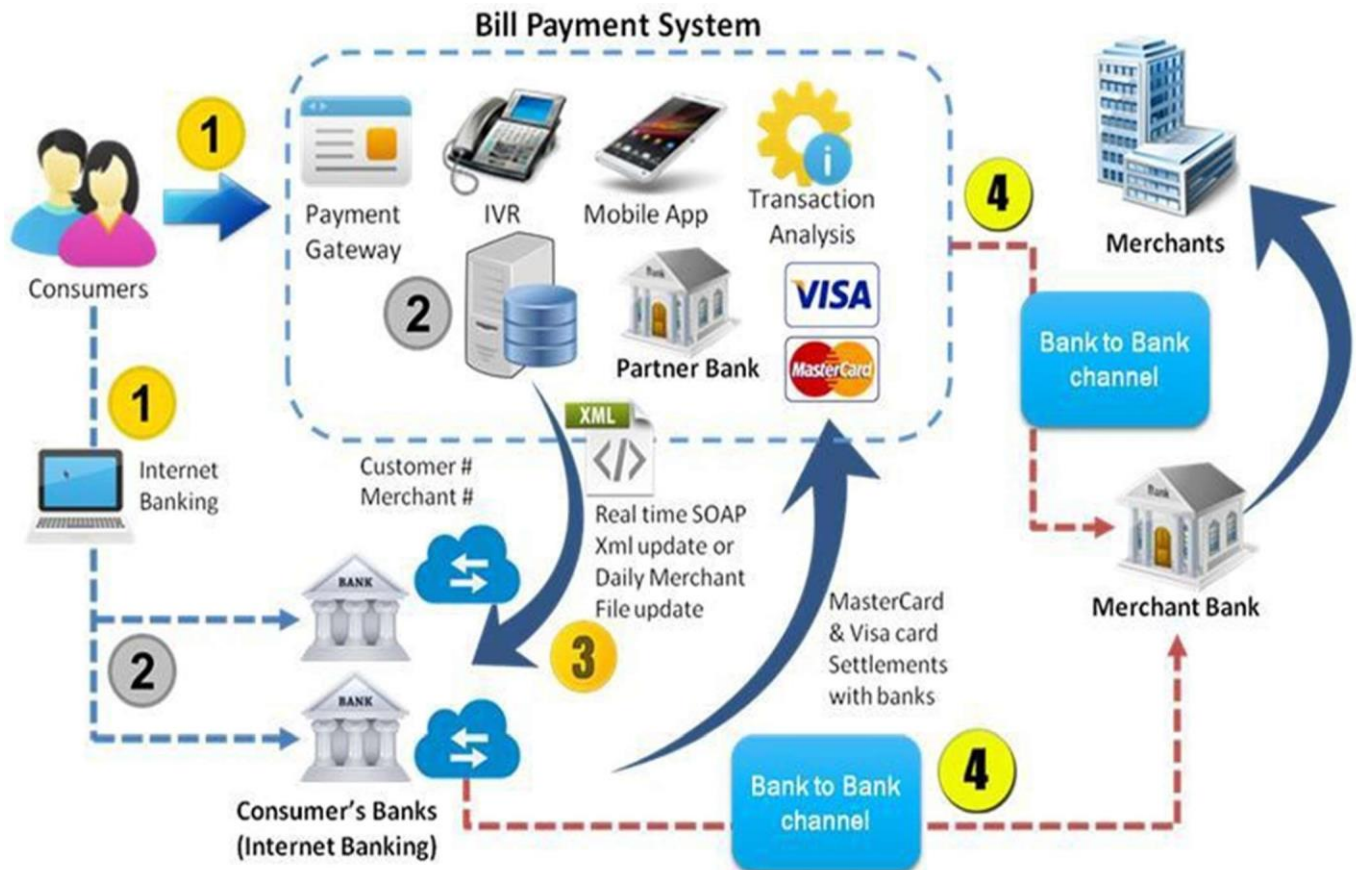 Bill Payment System
1
1
2
2
3
4
4
Consumers
Payment
Gateway
IVR
Mobile App
Transaction
Analysis
i
Bank
Partner Bank
VISA
MasterCard
Merchants
Bank to Bank
channel
Internet
Banking
Customer #
Merchant #
XML
</>
Real time SOAP
Xml update or
Daily Merchant
File update
BANK
BANK
Consumer's Banks
(Internet Banking)
MasterCard
& Visa card
Settlements
with banks
Bank
Merchant Bank
Bank to Bank
channel